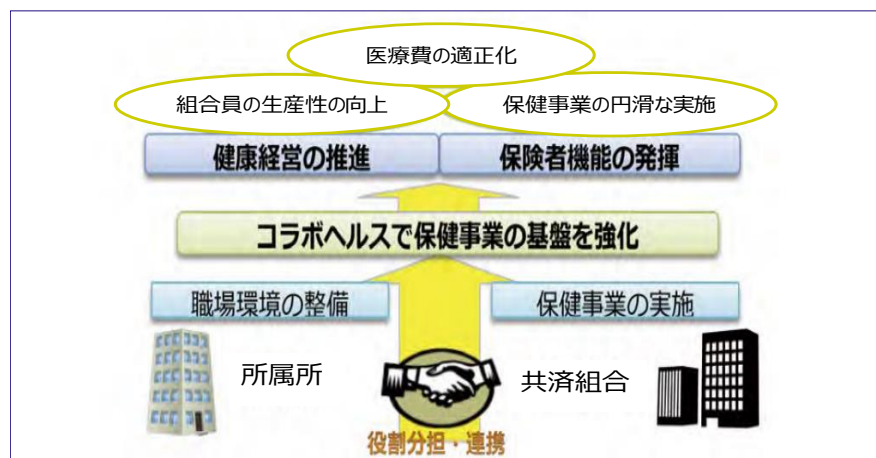 医療費の適正化
組合員の生産性の向上
保健事業の円滑な実施
健康経営の推進
保険者機能の発揮
コラボヘルスで保健事業の基盤を強化
職場環境の整備
保健事業の実施
所属所
共済組合
役割分担・連携